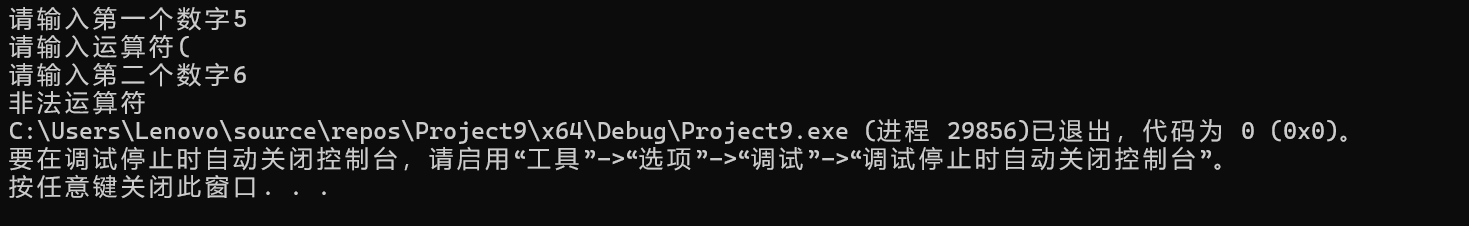 请输入第一个数字5
请输入运算符(
请输入第二个数字6
非法运算符
C:\Users\Lenovo\source\repos\Project9\x64\Debug\Project9.exe (进程 29856)已退出，代码为 0 (0x0)。
要在调试停止时自动关闭控制台，请启用“工具”->“选项”->“调试”->“调试停止时自动关闭控制台”。
按任意键关闭此窗口. . .